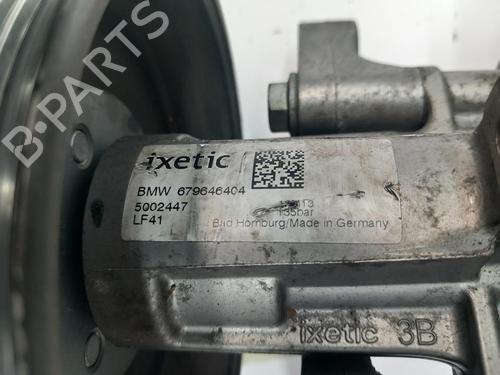 B-PARTS
ixetic
BMW 679646404
5002447
135bar
LF41
Bad Homburg/Made in Germany
ixetic 3B